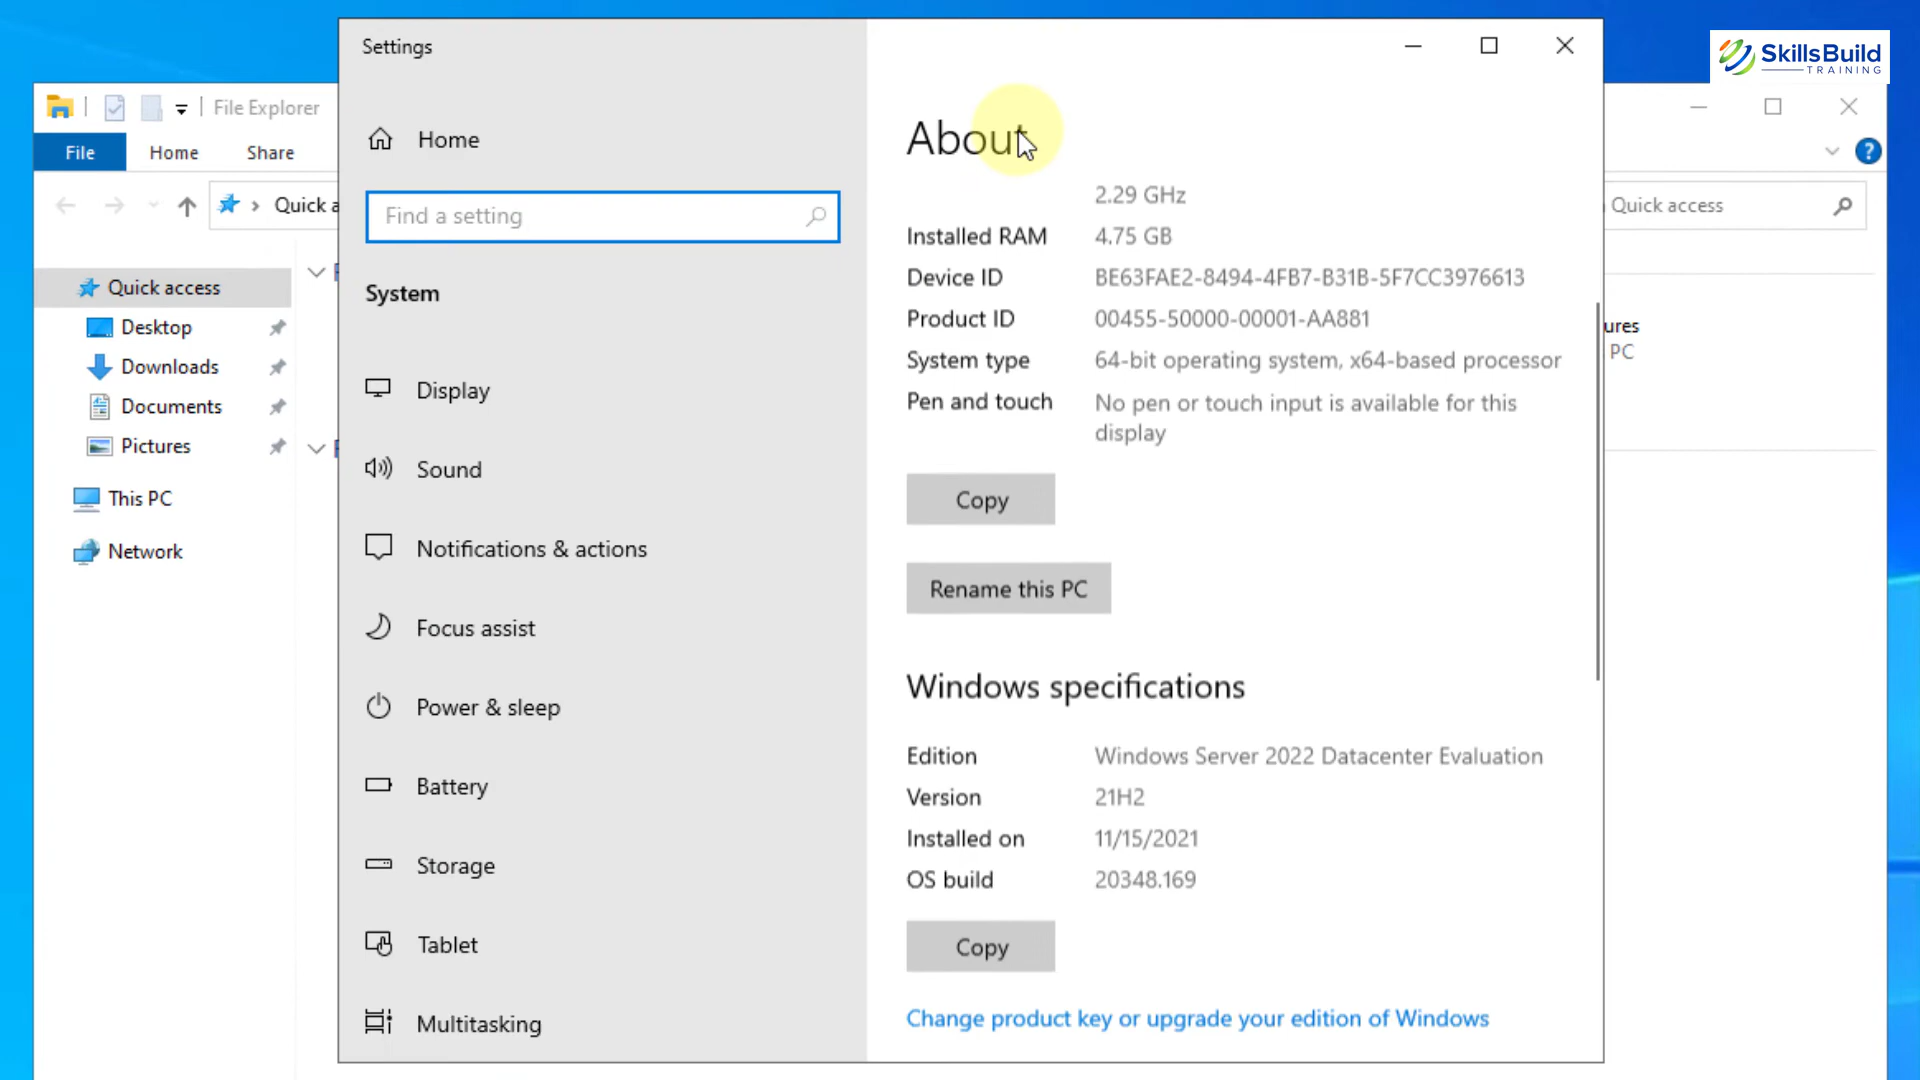 SkillsBuild
TRAINING
File Explorer
File
Home
Share
Quick a
Quick access
Quick access
Desktop
Downloads
Documents
Pictures
This PC
Network
ures
PC
Settings
Home
Find a setting
System
Display
Sound
Notifications & actions
Focus assist
Power & sleep
Battery
Storage
Tablet
Multitasking
About
2.29 GHz
Installed RAM 4.75 GB
Device ID BE63FAE2-8494-4FB7-B31B-5F7CC3976613
Product ID 00455-50000-00001-AA881
System type 64-bit operating system, x64-based processor
Pen and touch No pen or touch input is available for this
display
Copy
Rename this PC
Windows specifications
Edition Windows Server 2022 Datacenter Evaluation
Version 21H2
Installed on 11/15/2021
OS build 20348.169
Copy
Change product key or upgrade your edition of Windows